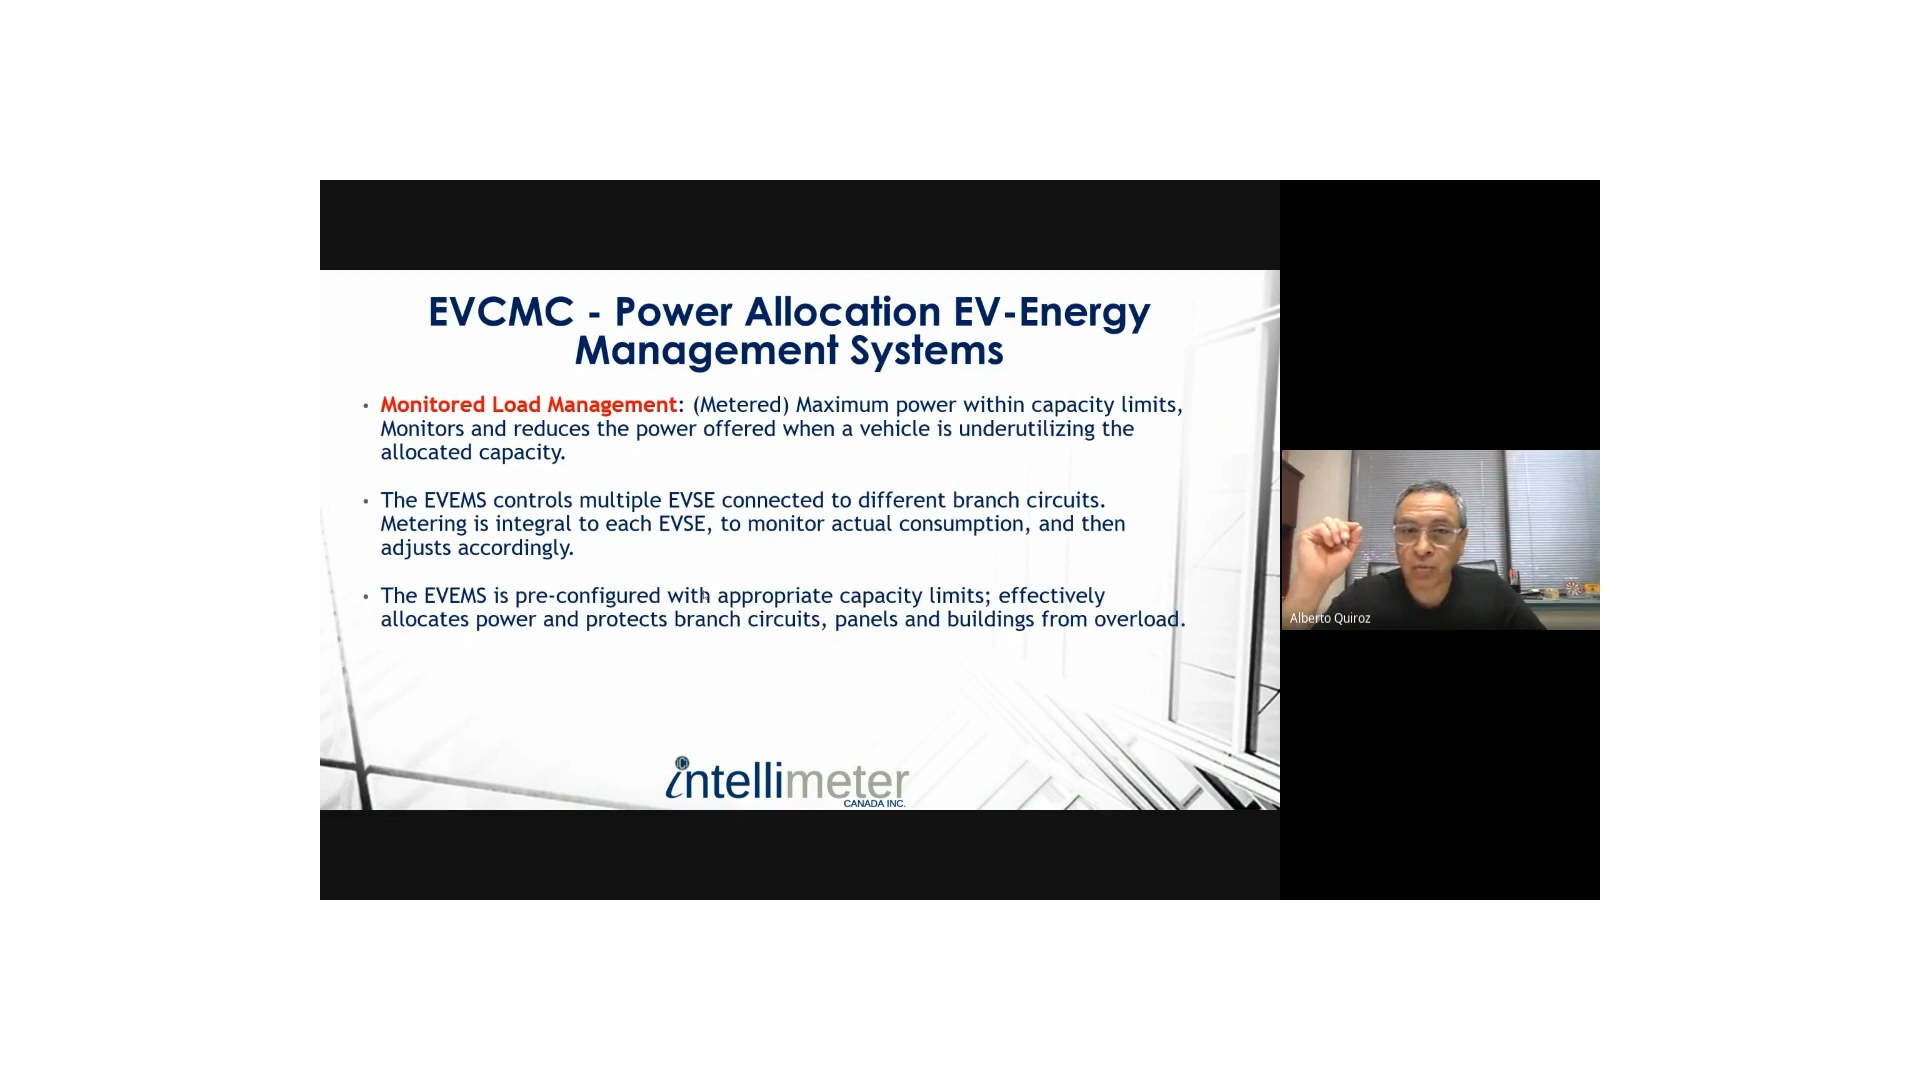 EVCMC - Power Allocation EV-Energy
Management Systems
• Monitored Load Management: (Metered) Maximum power within capacity limits,
Monitors and reduces the power offered when a vehicle is underutilizing the
allocated capacity.
• The EVEMS controls multiple EVSE connected to different branch circuits.
Metering is integral to each EVSE, to monitor actual consumption, and then
adjusts accordingly.
• The EVEMS is pre-configured with appropriate capacity limits; effectively
allocates power and protects branch circuits, panels and buildings from overload.
intellimeter
CANADA INC.
Alberto Quiroz